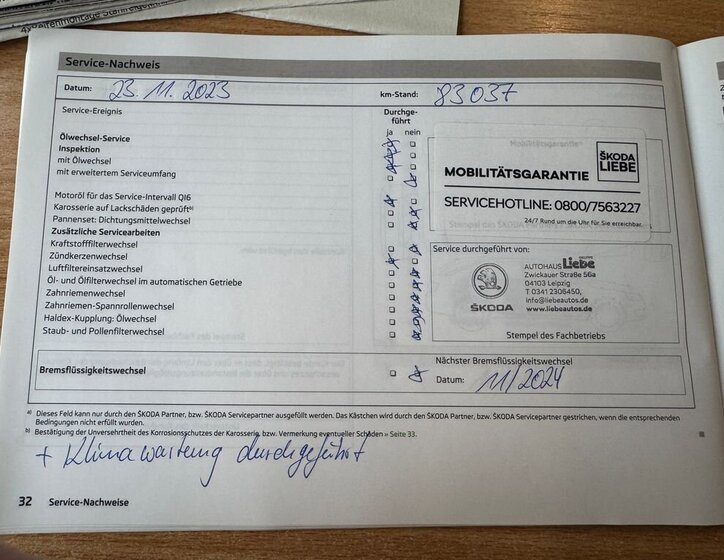 4x Reifenmontage Stahlfelgen
Service-Nachweis
Datum: 23.11.2023 km-Stand: 83037
Service-Ereignis
Durchge-
führt
ja nein
Ölwechsel-Service
Inspektion
mit Ölwechsel
mit erweitertem Serviceumfang
Motoröl für das Service-Intervall QI6
Karosserie auf Lackschäden geprüft b)
Pannenset: Dichtungsmittelwechsel
Zusätzliche Servicearbeiten
Kraftstofffilterwechsel
Zündkerzenwechsel
Luftfiltereinsatzwechsel
Öl- und Ölfilterwechsel im automatischen Getriebe
Zahnriemenwechsel
Zahnriemen-Spannrollenwechsel
Haldex-Kupplung: Ölwechsel
Staub- und Pollenfilterwechsel
Mobilitätsgarantie
ŠKODA
LIEBE
MOBILITÄTSGARANTIE
SERVICEHOTLINE: 0800/7563227
24/7 Rund um die Uhr für Sie erreichbar.
Service durchgeführt von:
GRUPPE
AUTOHAUS Liebe
Zwickauer Straße 56a
04103 Leipzig
T 0341 2306450,
info@liebeautos.de
www.liebeautos.de
ŠKODA
Stempel des Fachbetriebs
Bremsflüssigkeitswechsel
Nächster Bremsflüssigkeitswechsel
Datum: 11/2024
a) Dieses Feld kann nur durch den ŠKODA Partner, bzw. ŠKODA Servicepartner ausgefüllt werden. Das Kästchen wird durch den ŠKODA Partner, bzw. ŠKODA Servicepartner gestrichen, wenn die entsprechenden
Bedingungen nicht erfüllt wurden.
b) Bestätigung der Unversehrtheit des Korrosionsschutzes der Karosserie, bzw. Vermerkung eventueller Schäden » Seite 33.
+ Klimawartung durchgeführt
32 Service-Nachweise